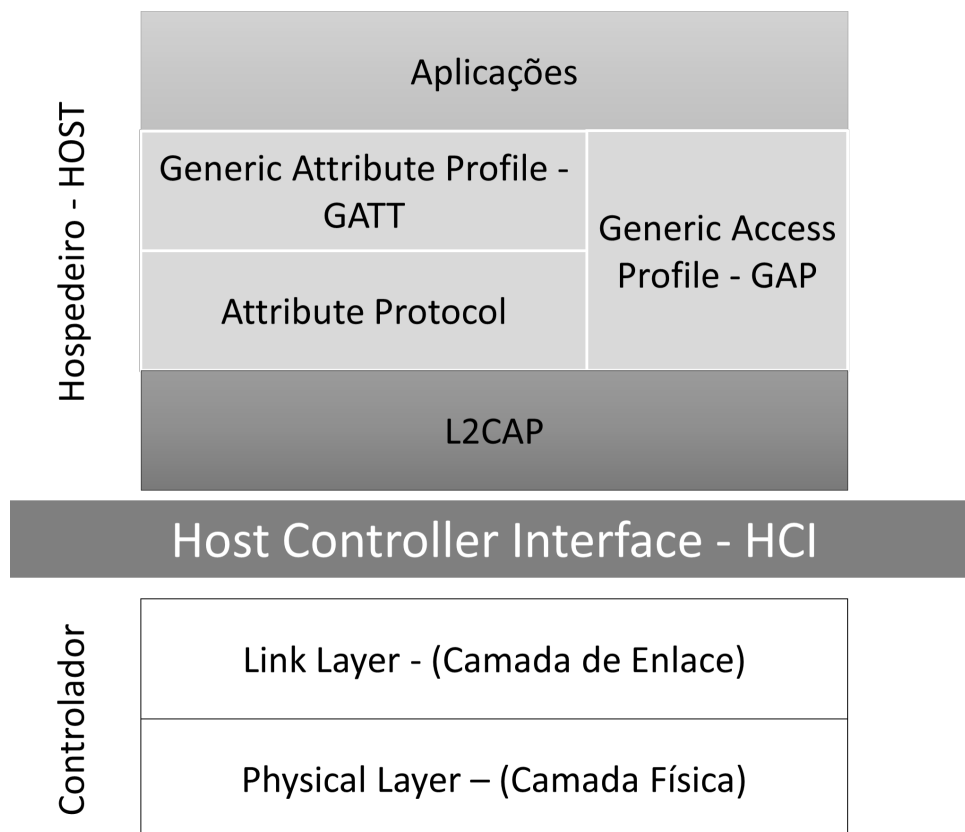 Hospedeiro - HOST
Aplicações
Generic Attribute Profile -
GATT
Generic Access
Profile - GAP
Attribute Protocol
L2CAP
Host Controller Interface - HCI
Controlador
Link Layer - (Camada de Enlace)
Physical Layer – (Camada Física)